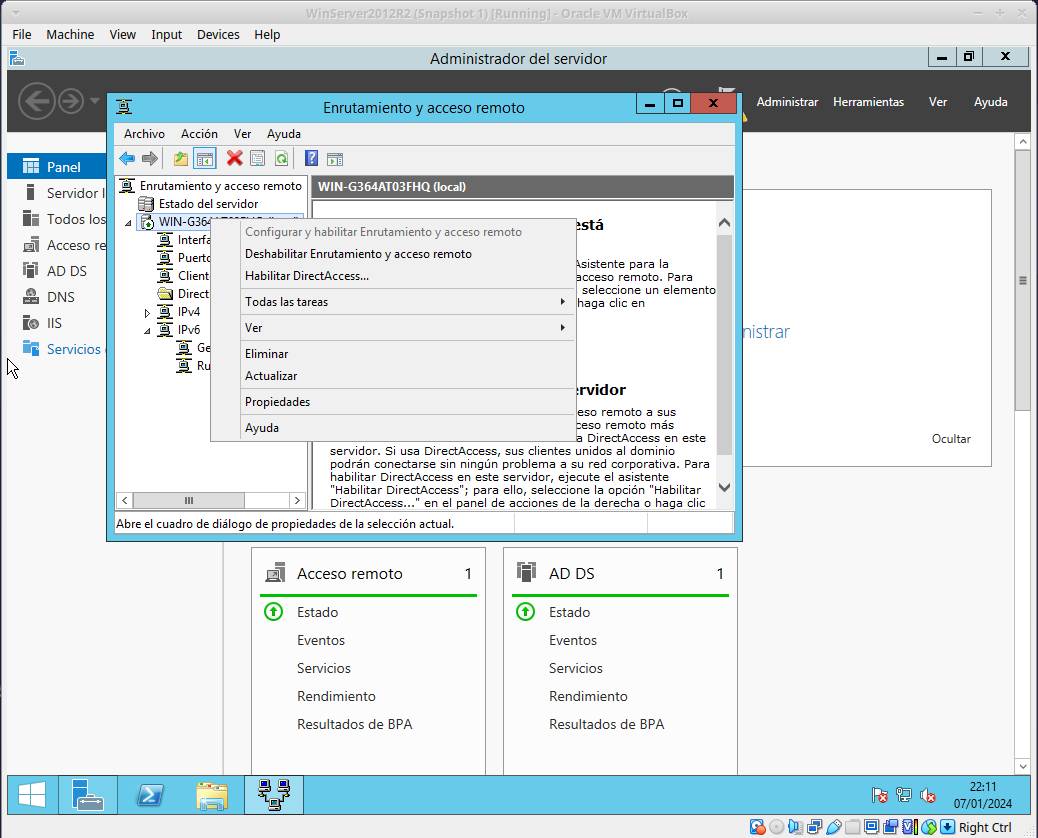 WinServer2012R2 (Snapshot 1) [Running] - Oracle VM VirtualBox
File Machine View Input Devices Help
Administrador del servidor
Administrar Herramientas Ver Ayuda
Enrutamiento y acceso remoto
Archivo Acción Ver Ayuda
Panel
Servidor
Todos los
Acceso re
AD DS
DNS
IIS
Servicios
Enrutamiento y acceso remoto
Estado del servidor
WIN-G364AT03FHQ (local)
WIN-G364
Interfa
Puerto
Client
Direct
IPv4
IPv6
Ge
Ru
Configurar y habilitar Enrutamiento y acceso remoto
Deshabilitar Enrutamiento y acceso remoto
Habilitar DirectAccess...
Todas las tareas
Ver
Eliminar
Actualizar
Propiedades
Ayuda
está
Asistente para la
acceso remoto. Para
seleccione un elemento
haga clic en
ervidor
eso remoto a sus
ceso remoto más
a DirectAccess en este
servidor. Si usa DirectAccess, sus clientes unidos al dominio
podrán conectarse sin ningún problema a su red corporativa. Para
habilitar DirectAccess en este servidor, ejecute el asistente
"Habilitar DirectAccess"; para ello, seleccione la opción "Habilitar
DirectAccess..." en el panel de acciones de la derecha o haga clic
Abre el cuadro de diálogo de propiedades de la selección actual.
nistrar
Ocultar
Acceso remoto 1
Estado
Eventos
Servicios
Rendimiento
Resultados de BPA
AD DS 1
Estado
Eventos
Servicios
Rendimiento
Resultados de BPA
22:11
07/01/2024
Right Ctrl